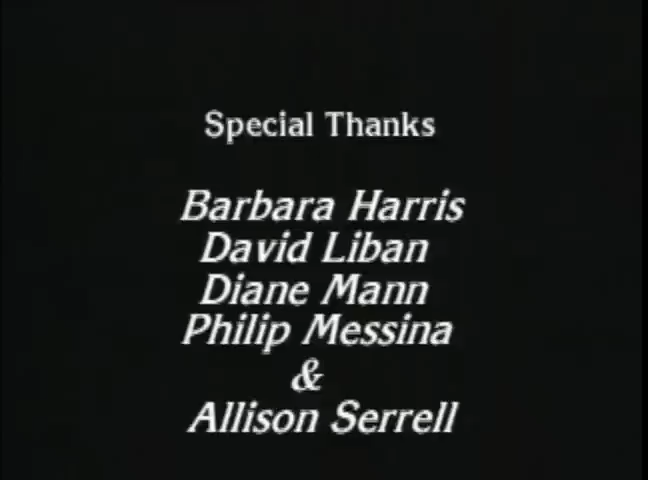 Special Thanks
Barbara Harris
David Liban
Diane Mann
Philip Messina
&
Allison Serrell